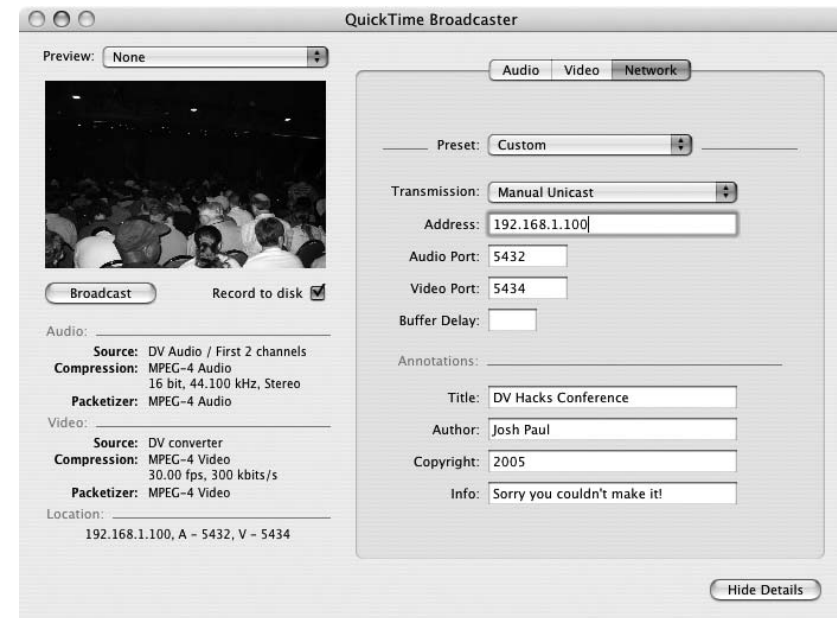 QuickTime Broadcaster
Preview: None
Broadcast
Record to disk
Audio:
Source: DV Audio / First 2 channels
Compression: MPEG-4 Audio
16 bit, 44.100 kHz, Stereo
Packetizer: MPEG-4 Audio
Video:
Source: DV converter
Compression: MPEG-4 Video
30.00 fps, 300 kbits/s
Packetizer: MPEG-4 Video
Location:
192.168.1.100, A - 5432, V - 5434
Audio Video Network
Preset: Custom
Transmission: Manual Unicast
Address: 192.168.1.100
Audio Port: 5432
Video Port: 5434
Buffer Delay:
Annotations:
Title: DV Hacks Conference
Author: Josh Paul
Copyright: 2005
Info: Sorry you couldn't make it!
Hide Details